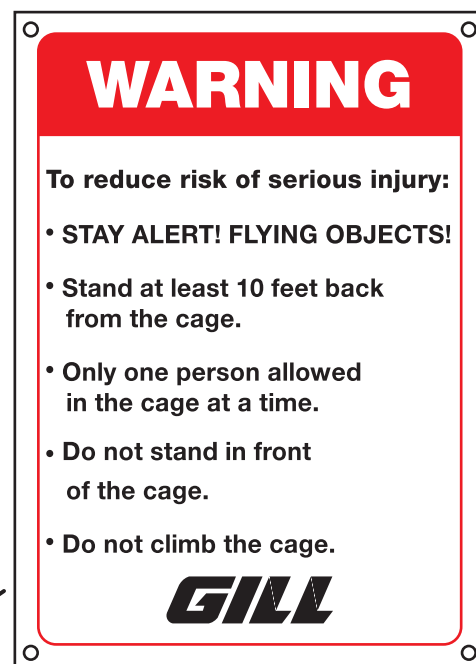 WARNING
To reduce risk of serious injury:
• STAY ALERT! FLYING OBJECTS!
• Stand at least 10 feet back
from the cage.
• Only one person allowed
in the cage at a time.
• Do not stand in front
of the cage.
• Do not climb the cage.
GILL